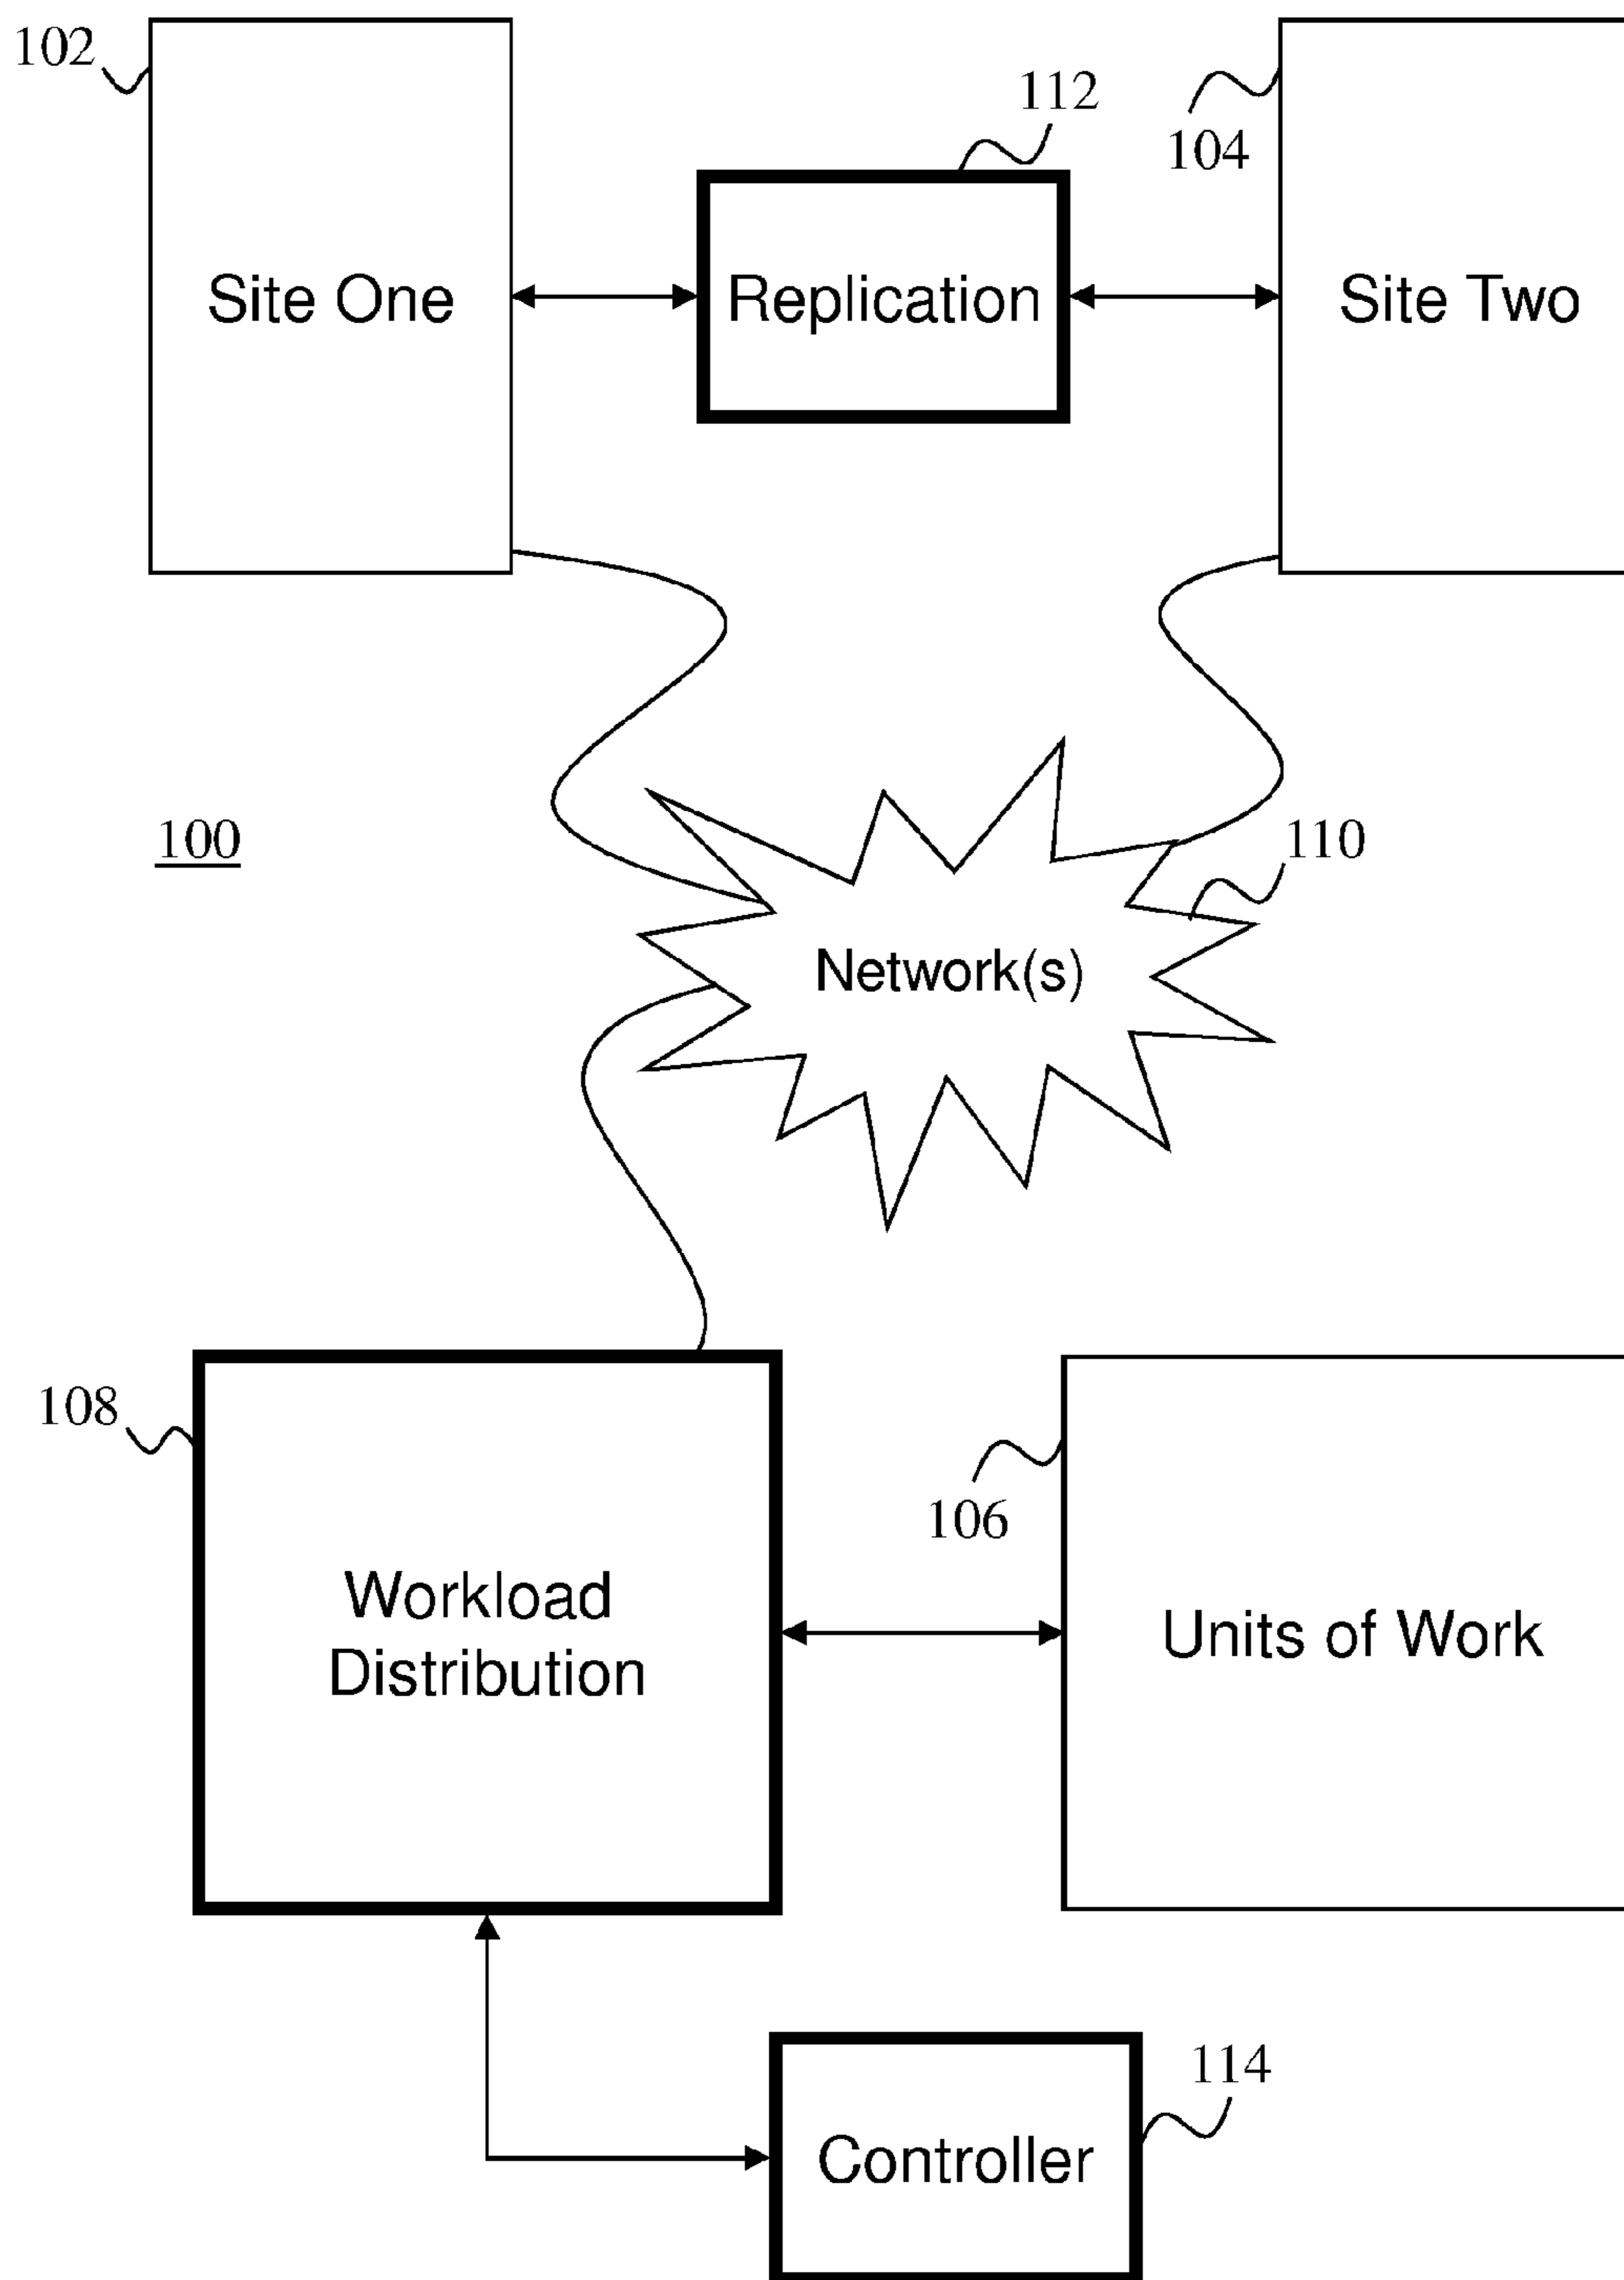 102
112
104
Site One
Replication
Site Two
100
110
Network(s)
108
106
Workload
Distribution
Units of Work
114
Controller